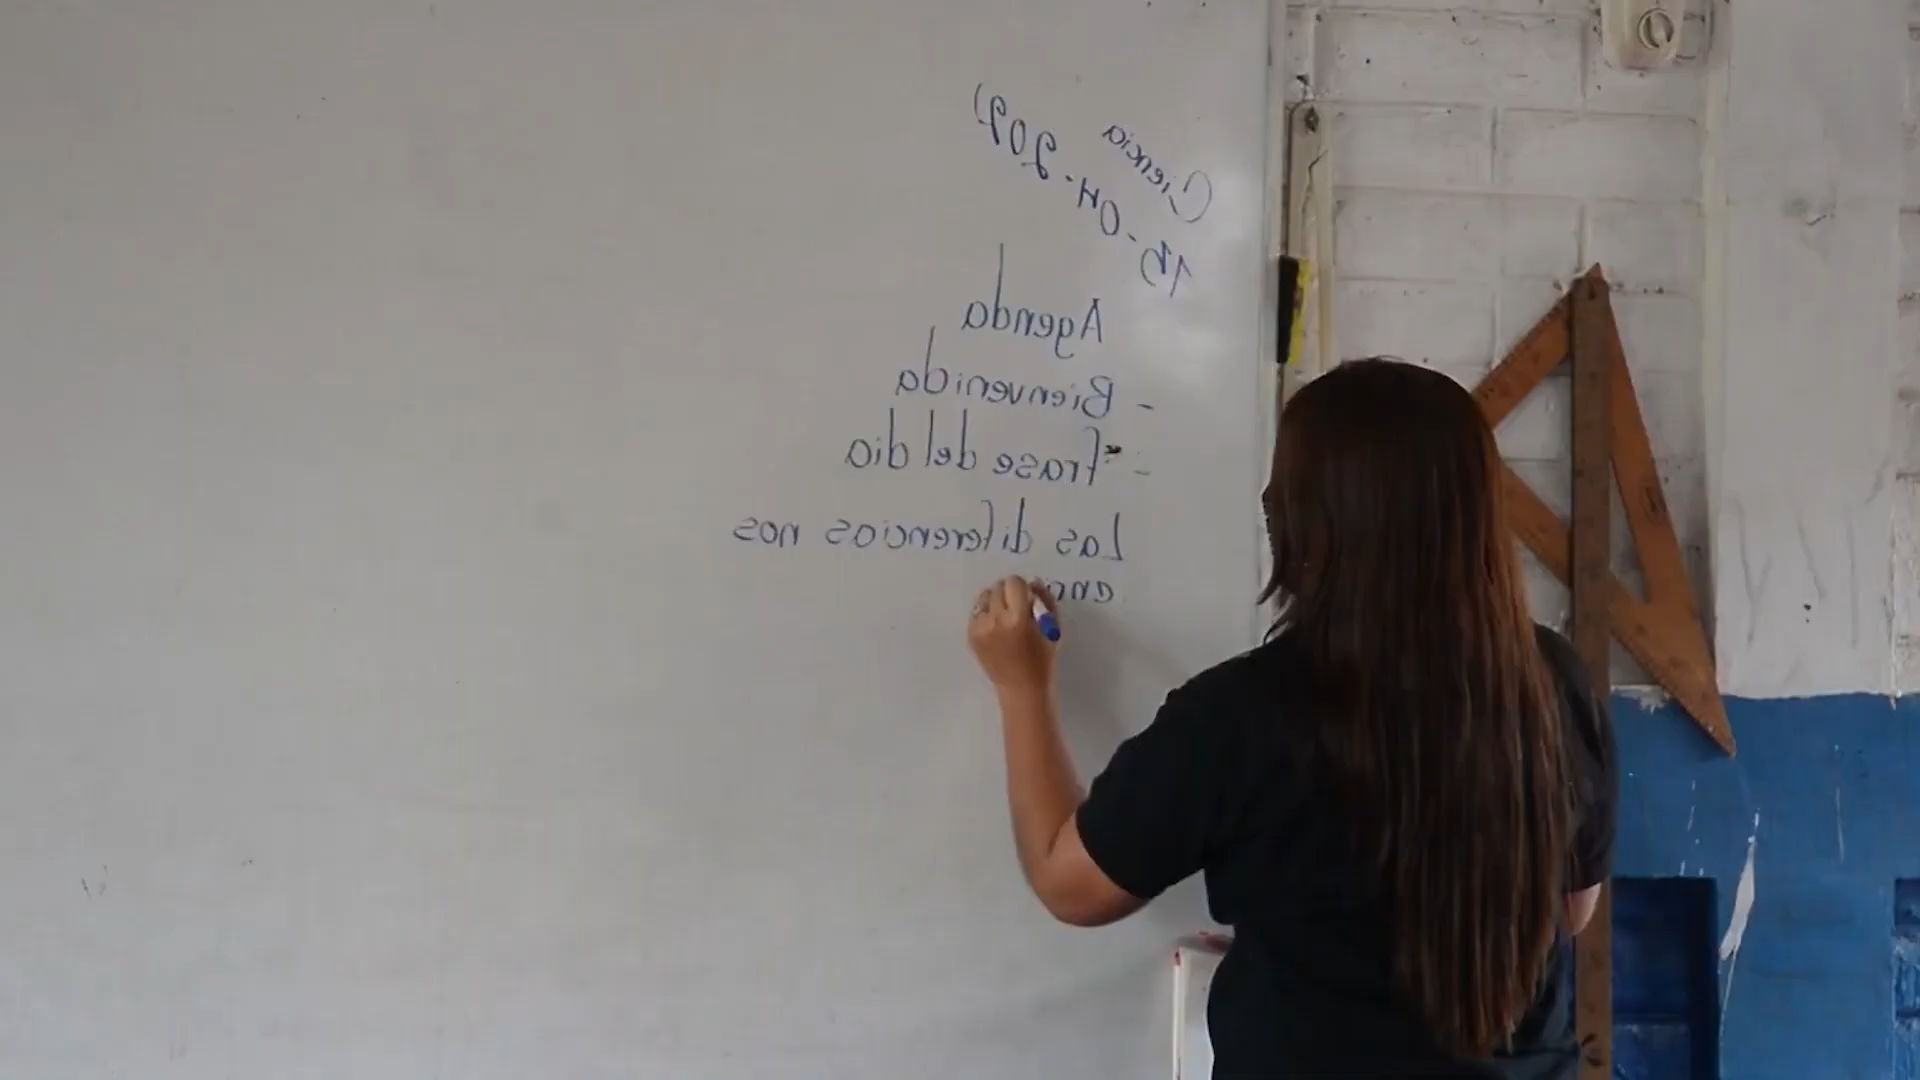 Ciencia
Agenda
- Bienvenida
- frase del dia
Las diferencias nos